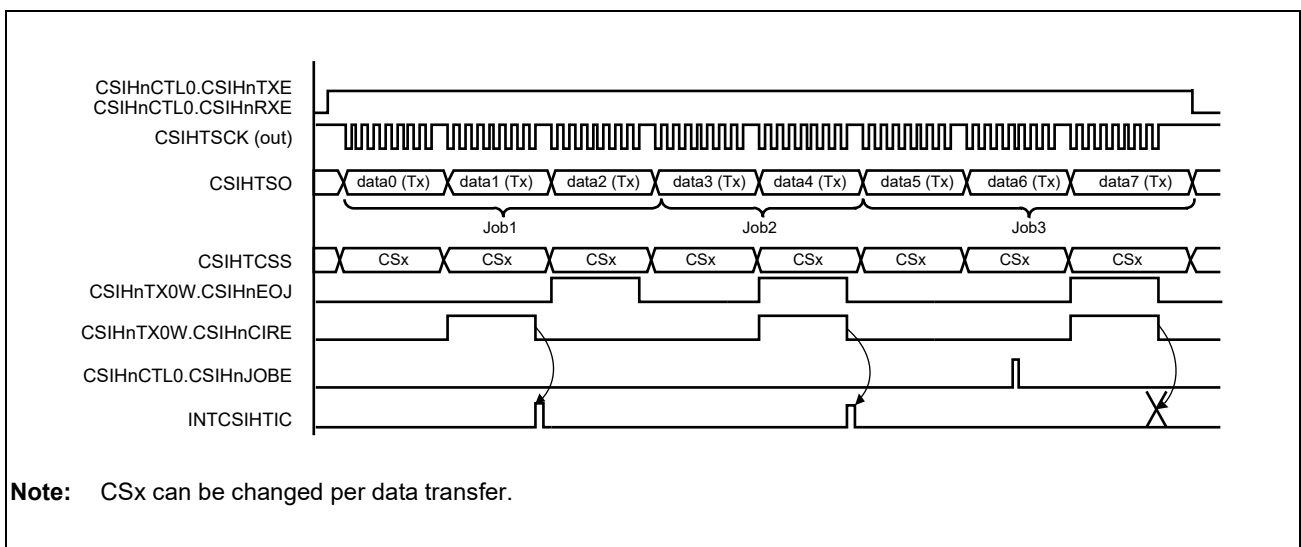 CSIHnCTL0.CSIHnTXE
CSIHnCTL0.CSIHnRXE
CSIHTSCK (out)
CSIHTSO
data0 (Tx) data1 (Tx) data2 (Tx) data3 (Tx) data4 (Tx) data5 (Tx) data6 (Tx) data7 (Tx)
Job1 Job2 Job3
CSIHTCSS
CSx CSx CSx CSx CSx CSx CSx CSx
CSIHnTX0W.CSIHnEOJ
CSIHnTX0W.CSIHnCIRE
CSIHnCTL0.CSIHnJOBE
INTCSIHTIC
Note: CSx can be changed per data transfer.